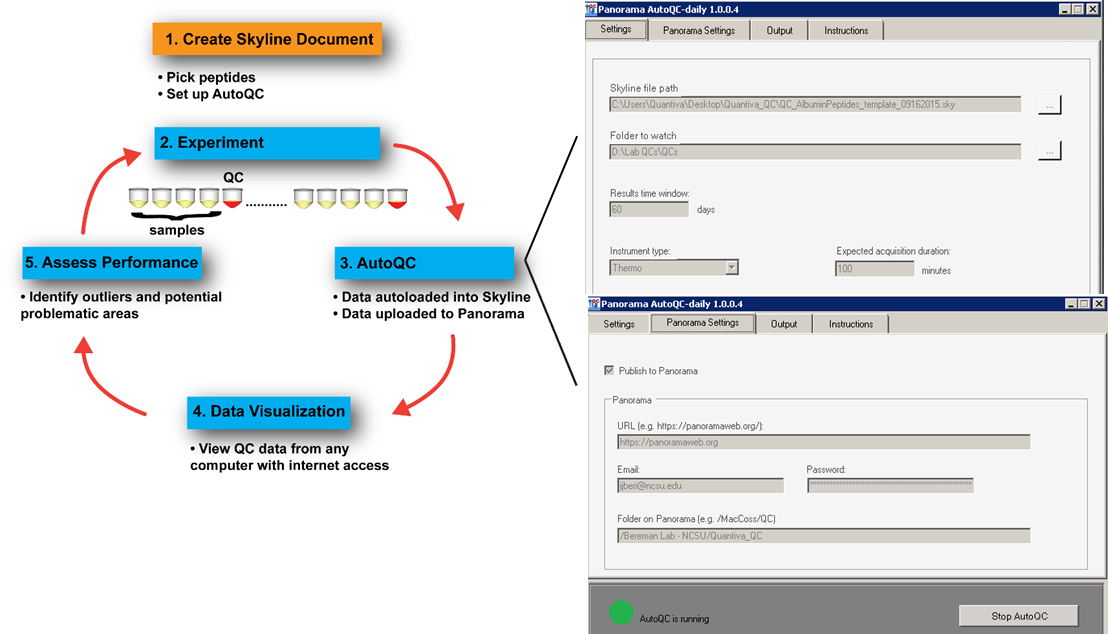 1. Create Skyline Document
• Pick peptides
• Set up AutoQC
2. Experiment
QC
samples
5. Assess Performance
• Identify outliers and potential
problematic areas
3. AutoQC
• Data autoloaded into Skyline
• Data uploaded to Panorama
4. Data Visualization
• View QC data from any
computer with internet access
Panorama AutoQC-daily 1.0.0.4
Settings Panorama Settings Output Instructions
Skyline file path
C:\Users\Quantiva\Desktop\Quantiva_QC\QC_AlbuminPeptides_template_09162015.sky
...
Folder to watch
D:\Lab QCs\QCs
...
Results time window:
60 days
Instrument type: Expected acquisition duration:
Thermo 100 minutes
Panorama AutoQC-daily 1.0.0.4
Settings Panorama Settings Output Instructions
Publish to Panorama
Panorama
URL (e.g. https://panoramaweb.org/):
https://panoramaweb.org
Email: Password:
jjberi@ncsu.edu
Folder on Panorama (e.g. /MacCoss/QC)
/Bereman Lab - NCSU/Quantiva_QC
AutoQC is running
Stop AutoQC